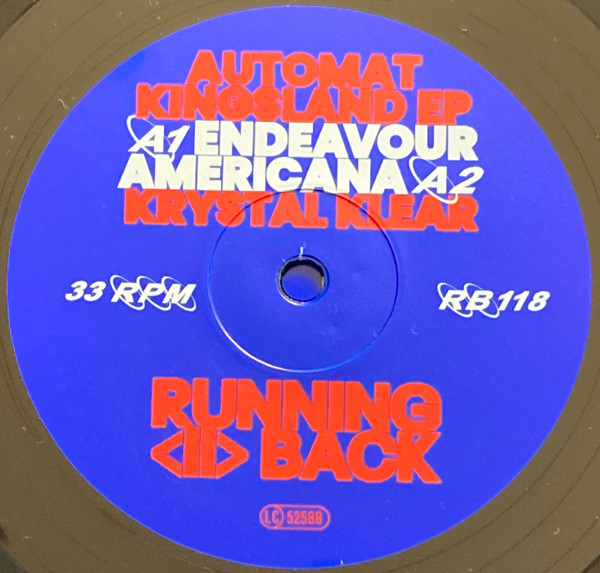 AUTOMAT
KINGSLAND EP
A1 ENDEAVOUR
AMERICANA A2
KRYSTAL KLEAR
33 RPM
RB 118
RUNNING
BACK
LC 52588